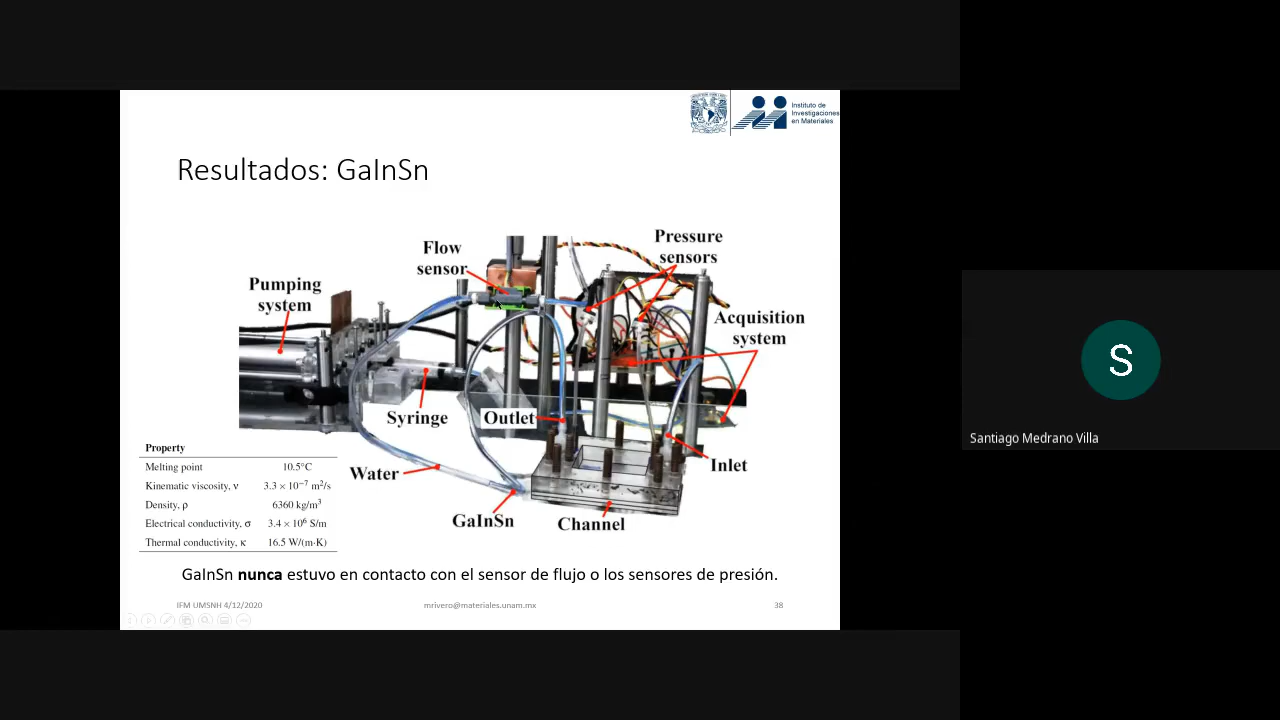 Instituto de
Investigaciones
en Materiales
Resultados: GaInSn
Pressure
sensors
Flow
sensor
Pumping
system
Acquisition
system
Syringe
Outlet
Inlet
Water
GaInSn
Channel
Property
Melting point 10.5°C
Kinematic viscosity, ν 3.3 × 10⁻⁷ m²/s
Density, ρ 6360 kg/m³
Electrical conductivity, σ 3.4 × 10⁶ S/m
Thermal conductivity, κ 16.5 W/(m·K)
GaInSn nunca estuvo en contacto con el sensor de flujo o los sensores de presión.
IFM UMSNH 4/12/2020 mrivero@materiales.unam.mx 38
S
Santiago Medrano Villa